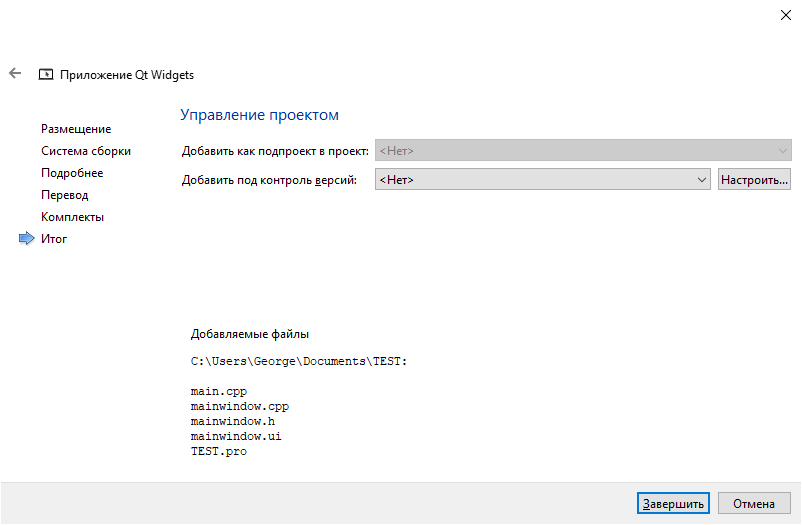 Приложение Qt Widgets
Размещение
Система сборки
Подробнее
Перевод
Комплекты
Итог
Управление проектом
Добавить как подпроект в проект: <Нет>
Добавить под контроль версий: <Нет> Настроить...
Добавляемые файлы
C:\Users\George\Documents\TEST:
main.cpp
mainwindow.cpp
mainwindow.h
mainwindow.ui
TEST.pro
Завершить Отмена